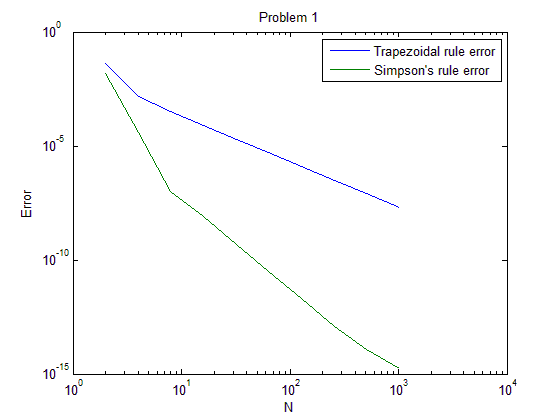 Problem 1
Trapezoidal rule error
Simpson's rule error
10^0
10^-5
10^-10
10^-15
Error
10^0 10^1 10^2 10^3 10^4
N